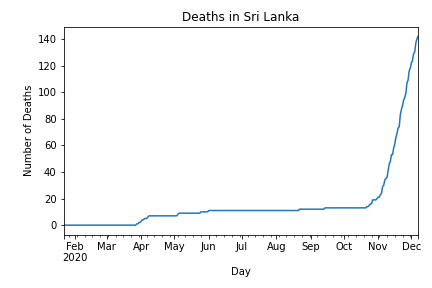 Deaths in Sri Lanka
Number of Deaths
140
120
100
80
60
40
20
0
Feb Mar Apr May Jun Jul Aug Sep Oct Nov Dec
2020
Day